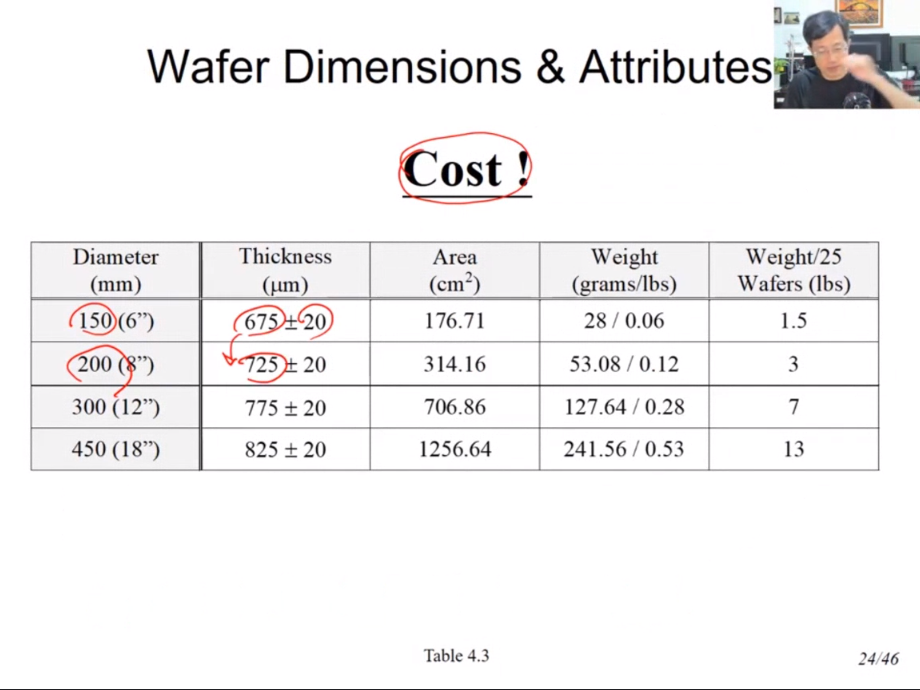 Wafer Dimensions & Attributes
Cost !
Diameter (mm) Thickness (μm) Area (cm²) Weight (grams/lbs) Weight/25 Wafers (lbs)
150 (6”) 675 ± 20 176.71 28 / 0.06 1.5
200 (8”) 725 ± 20 314.16 53.08 / 0.12 3
300 (12”) 775 ± 20 706.86 127.64 / 0.28 7
450 (18”) 825 ± 20 1256.64 241.56 / 0.53 13
Table 4.3
24/46